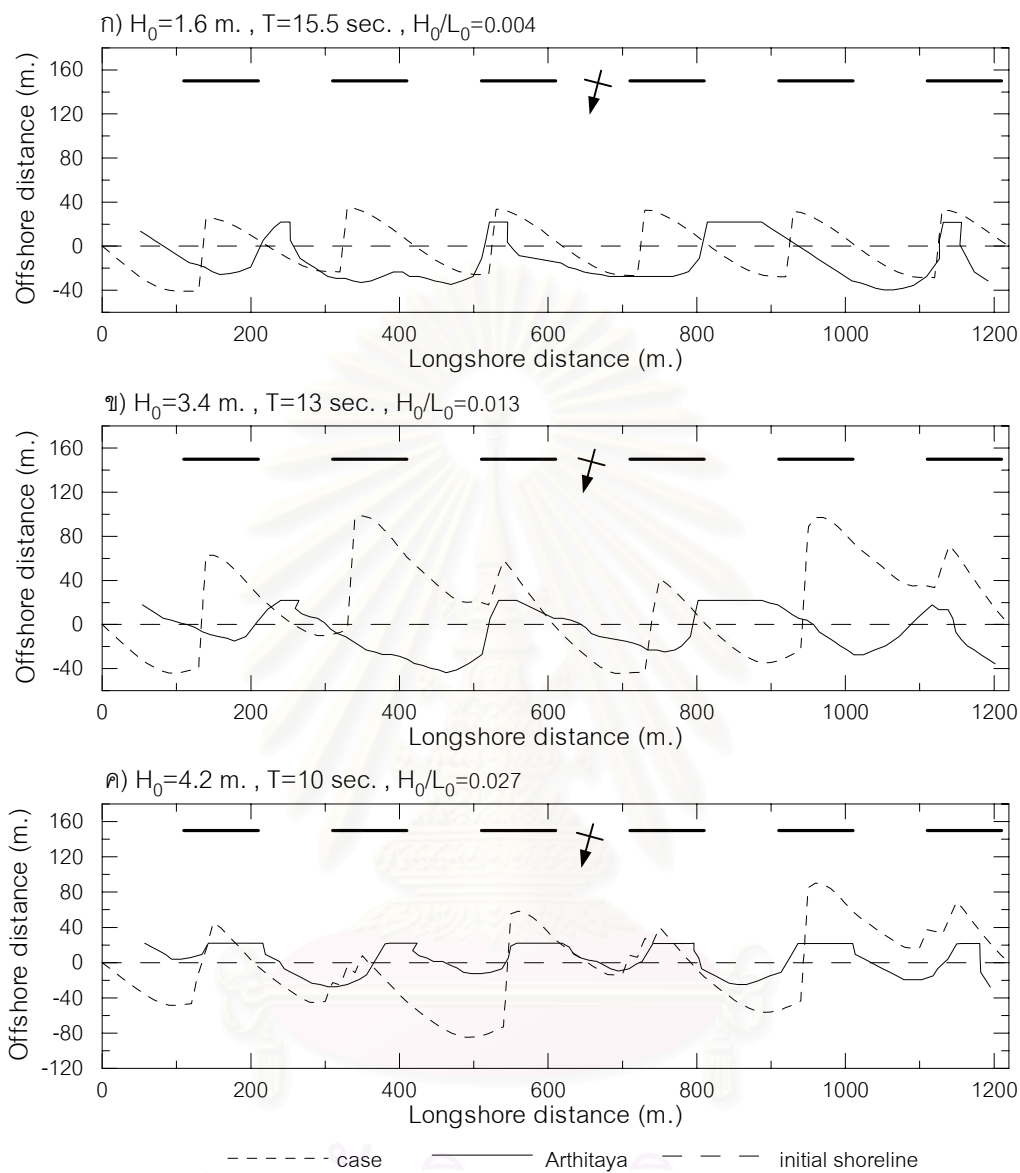 ก) H₀=1.6 m. , T=15.5 sec. , H₀/L₀=0.004
Offshore distance (m.)
160
120
80
40
0
-40
0 200 400 600 800 1000 1200
Longshore distance (m.)
ข) H₀=3.4 m. , T=13 sec. , H₀/L₀=0.013
Offshore distance (m.)
160
120
80
40
0
-40
0 200 400 600 800 1000 1200
Longshore distance (m.)
ค) H₀=4.2 m. , T=10 sec. , H₀/L₀=0.027
Offshore distance (m.)
160
120
80
40
0
-40
-80
-120
0 200 400 600 800 1000 1200
Longshore distance (m.)
case Arthitaya initial shoreline